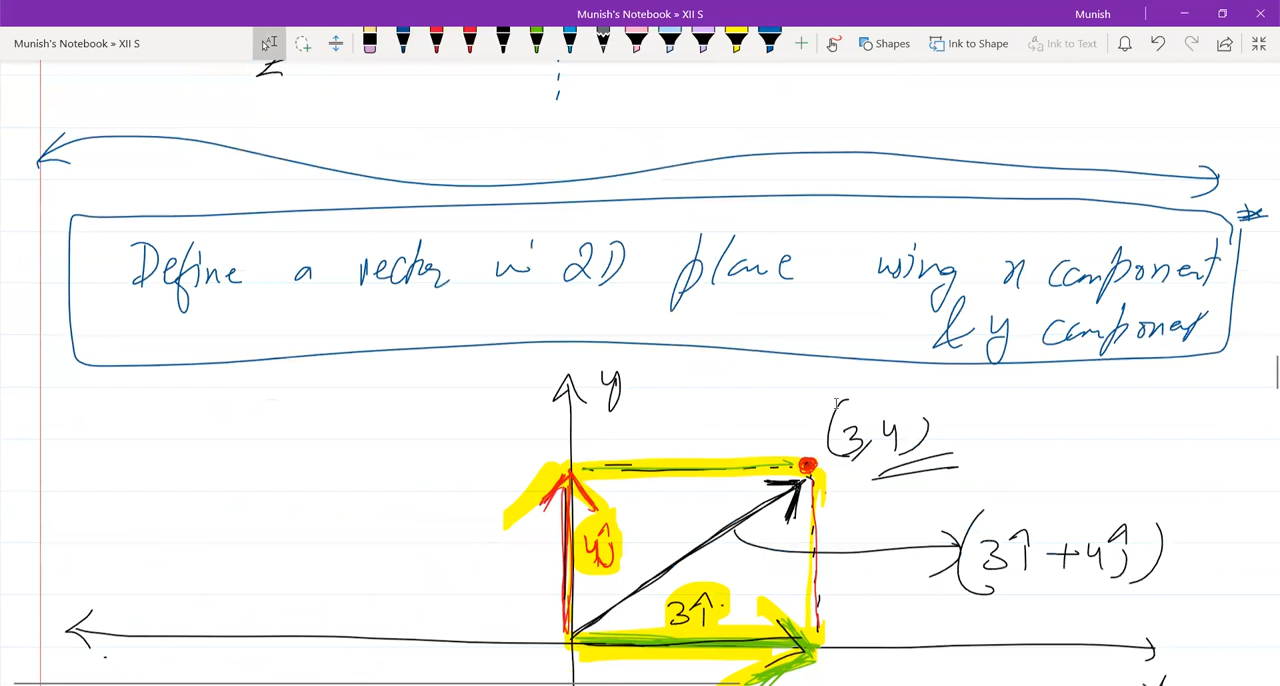 Munish's Notebook » XII S
Munish
Munish's Notebook » XII S
Shapes
Ink to Shape
Ink to Text
Z
Define a vector in 2D plane using x component
& y component
y
(3,4)
4ĵ
(3î + 4ĵ)
3î